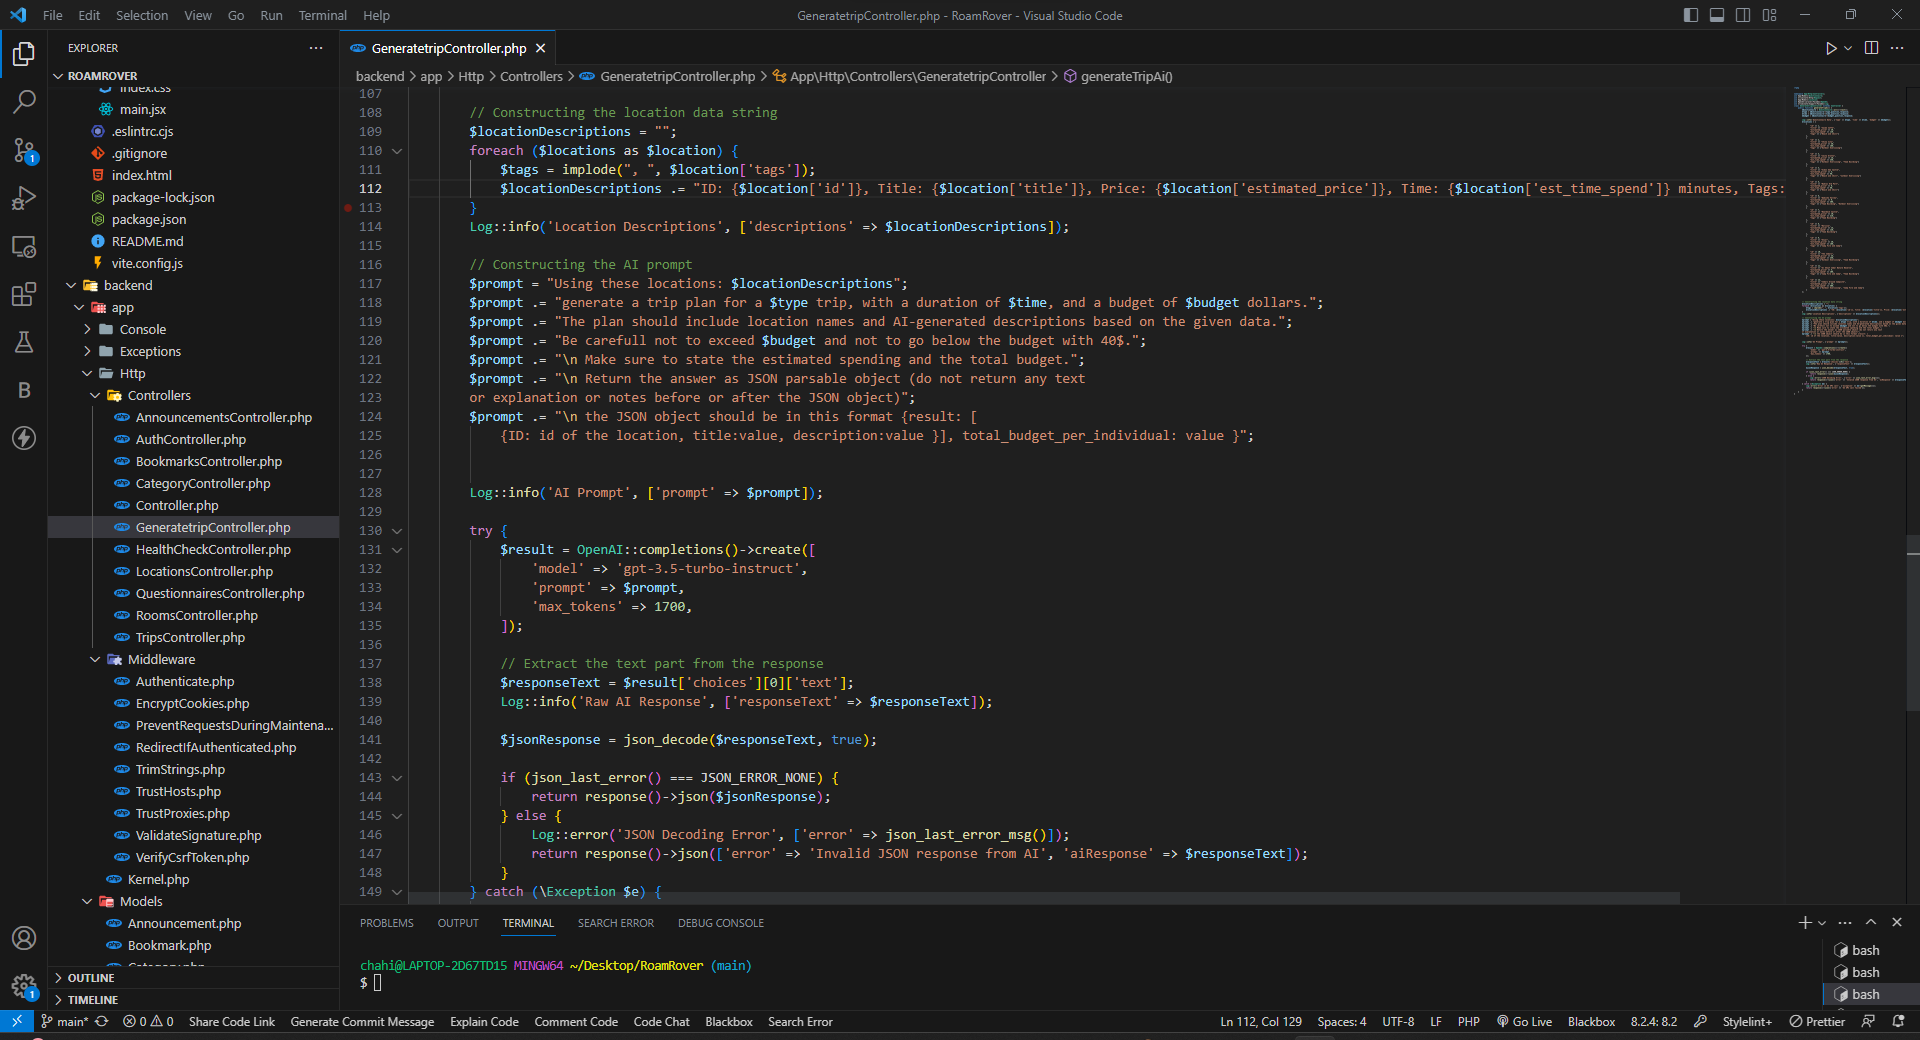 File Edit Selection View Go Run Terminal Help
GeneratetripController.php - RoamRover - Visual Studio Code
EXPLORER
ROAMROVER
index.css
main.jsx
.eslintrc.cjs
.gitignore
index.html
package-lock.json
package.json
README.md
vite.config.js
backend
app
Console
Exceptions
Http
Controllers
AnnouncementsController.php
AuthController.php
BookmarksController.php
CategoryController.php
Controller.php
GeneratetripController.php
HealthCheckController.php
LocationsController.php
QuestionnairesController.php
RoomsController.php
TripsController.php
Middleware
Authenticate.php
EncryptCookies.php
PreventRequestsDuringMaintena...
RedirectIfAuthenticated.php
TrimStrings.php
TrustHosts.php
TrustProxies.php
ValidateSignature.php
VerifyCsrfToken.php
Kernel.php
Models
Announcement.php
Bookmark.php
Category.php
OUTLINE
TIMELINE
GeneratetripController.php
backend > app > Http > Controllers > GeneratetripController.php > App\Http\Controllers\GeneratetripController > generateTripAi()
107
108 // Constructing the location data string
109 $locationDescriptions = "";
110 foreach ($locations as $location) {
111 $tags = implode(", ", $location['tags']);
112 $locationDescriptions .= "ID: {$location['id']}, Title: {$location['title']}, Price: {$location['estimated_price']}, Time: {$location['est_time_spend']} minutes, Tags:
113 }
114 Log::info('Location Descriptions', ['descriptions' => $locationDescriptions]);
115
116 // Constructing the AI prompt
117 $prompt = "Using these locations: $locationDescriptions";
118 $prompt .= "generate a trip plan for a $type trip, with a duration of $time, and a budget of $budget dollars.";
119 $prompt .= "The plan should include location names and AI-generated descriptions based on the given data.";
120 $prompt .= "Be carefull not to exceed $budget and not to go below the budget with 40$.";
121 $prompt .= "\n Make sure to state the estimated spending and the total budget.";
122 $prompt .= "\n Return the answer as JSON parsable object (do not return any text
123 or explanation or notes before or after the JSON object)";
124 $prompt .= "\n the JSON object should be in this format {result: [
125 {ID: id of the location, title:value, description:value }], total_budget_per_individual: value }";
126
127
128 Log::info('AI Prompt', ['prompt' => $prompt]);
129
130 try {
131 $result = OpenAI::completions()->create([
132 'model' => 'gpt-3.5-turbo-instruct',
133 'prompt' => $prompt,
134 'max_tokens' => 1700,
135 ]);
136
137 // Extract the text part from the response
138 $responseText = $result['choices'][0]['text'];
139 Log::info('Raw AI Response', ['responseText' => $responseText]);
140
141 $jsonResponse = json_decode($responseText, true);
142
143 if (json_last_error() === JSON_ERROR_NONE) {
144 return response()->json($jsonResponse);
145 } else {
146 Log::error('JSON Decoding Error', ['error' => json_last_error_msg()]);
147 return response()->json(['error' => 'Invalid JSON response from AI', 'aiResponse' => $responseText]);
148 }
149 } catch (\Exception $e) {
PROBLEMS OUTPUT TERMINAL SEARCH ERROR DEBUG CONSOLE
chahi@LAPTOP-2D67TD15 MINGW64 ~/Desktop/RoamRover (main)
$
bash
bash
bash
main* 0 0 Share Code Link Generate Commit Message Explain Code Comment Code Code Chat Blackbox Search Error Ln 112, Col 129 Spaces: 4 UTF-8 LF PHP Go Live Blackbox 8.2.4: 8.2 Stylelint+ Prettier